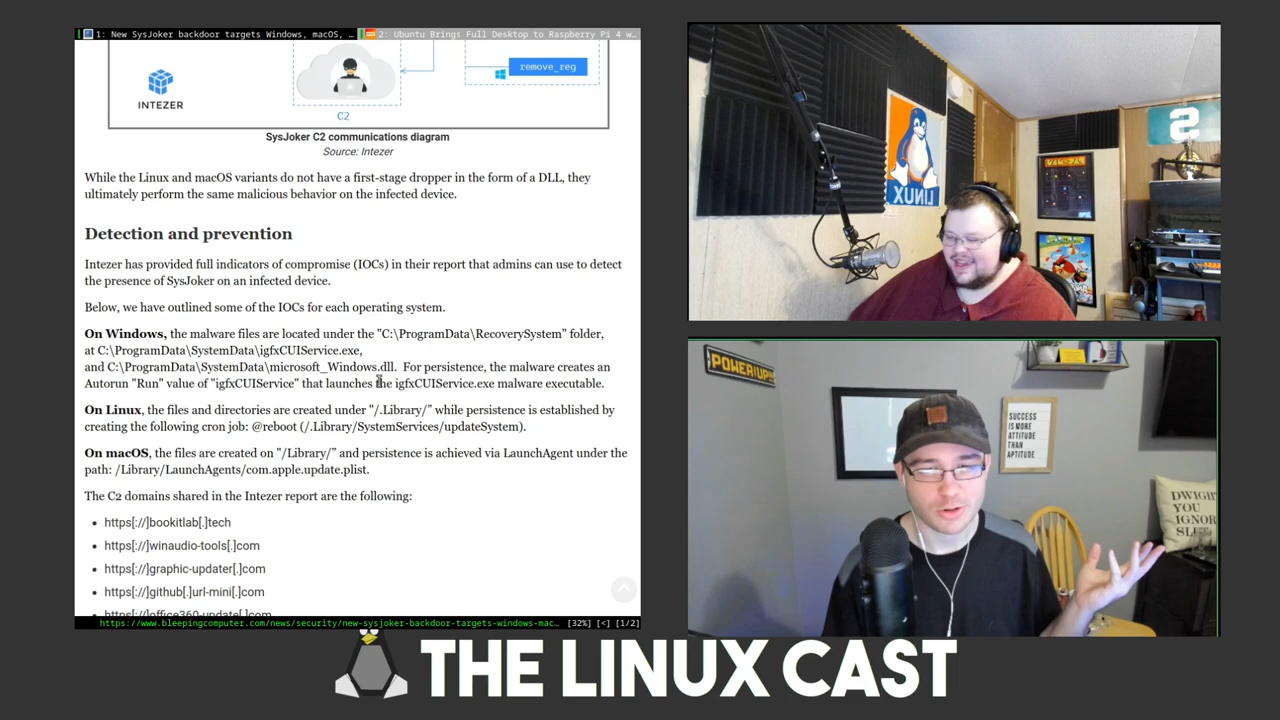 1: New SysJoker backdoor targets Windows, macOS, ...
2: Ubuntu Brings Full Desktop to Raspberry Pi 4 w...
INTEZER
C2
remove_reg
SysJoker C2 communications diagram
Source: Intezer
While the Linux and macOS variants do not have a first-stage dropper in the form of a DLL, they
ultimately perform the same malicious behavior on the infected device.
Detection and prevention
Intezer has provided full indicators of compromise (IOCs) in their report that admins can use to detect
the presence of SysJoker on an infected device.
Below, we have outlined some of the IOCs for each operating system.
On Windows, the malware files are located under the "C:\ProgramData\RecoverySystem" folder,
at C:\ProgramData\SystemData\igfxCUIService.exe,
and C:\ProgramData\SystemData\microsoft_Windows.dll. For persistence, the malware creates an
Autorun "Run" value of "igfxCUIService" that launches the igfxCUIService.exe malware executable.
On Linux, the files and directories are created under "/.Library/" while persistence is established by
creating the following cron job: @reboot (/.Library/SystemServices/updateSystem).
On macOS, the files are created on "/Library/" and persistence is achieved via LaunchAgent under the
path: /Library/LaunchAgents/com.apple.update.plist.
The C2 domains shared in the Intezer report are the following:
https[://]bookitlab[.]tech
https[://]winaudio-tools[.]com
https[://]graphic-updater[.]com
https[://]github[.]url-mini[.]com
https[://]office360-update[.]com
https://www.bleepingcomputer.com/news/security/new-sysjoker-backdoor-targets-windows-mac... [32%] [<] [1/2]
LINUX
POWERUP
SUCCESS
IS MORE
ATTITUDE
THAN
APTITUDE
DWIGHT
YOU
IGNOR
THE LINUX CAST